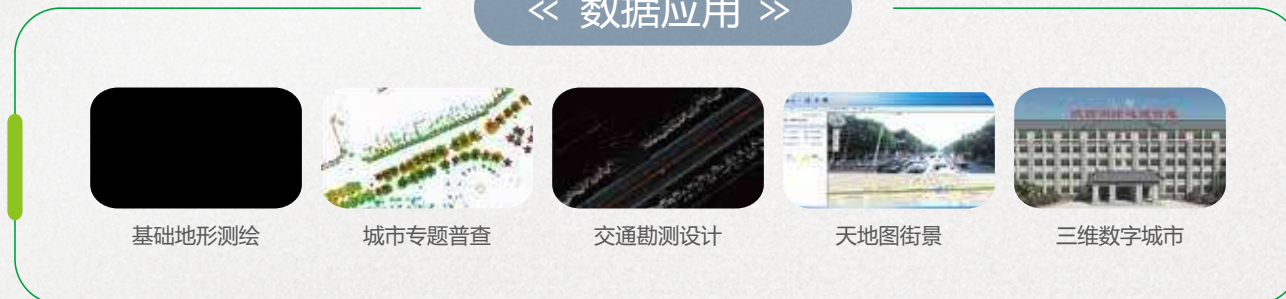 ≪ 数据应用 ≫
基础地形测绘
城市专题普查
交通勘测设计
天地图街景
三维数字城市